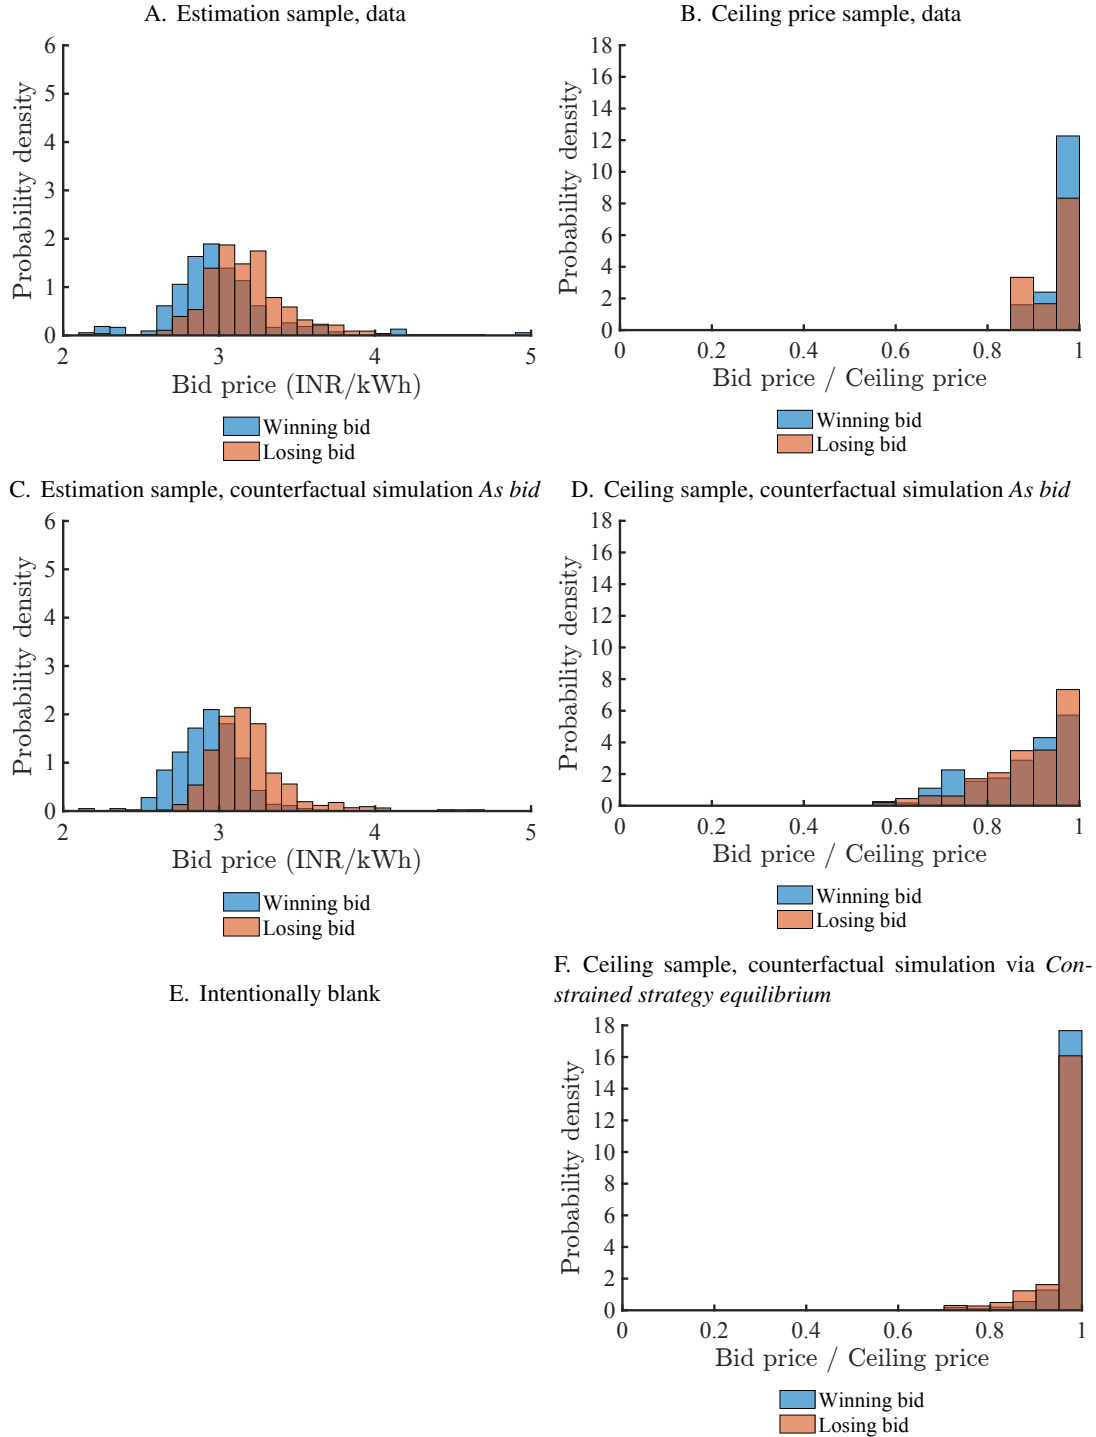 A. Estimation sample, data
6
5
4
3
2
1
0
Probability density
2 3 4 5
Bid price (INR/kWh)
Winning bid
Losing bid
B. Ceiling price sample, data
18
16
14
12
10
8
6
4
2
0
Probability density
0 0.2 0.4 0.6 0.8 1
Bid price / Ceiling price
Winning bid
Losing bid
C. Estimation sample, counterfactual simulation As bid
6
5
4
3
2
1
0
Probability density
2 3 4 5
Bid price (INR/kWh)
Winning bid
Losing bid
D. Ceiling sample, counterfactual simulation As bid
18
16
14
12
10
8
6
4
2
0
Probability density
0 0.2 0.4 0.6 0.8 1
Bid price / Ceiling price
Winning bid
Losing bid
E. Intentionally blank
F. Ceiling sample, counterfactual simulation via Con-
strained strategy equilibrium
18
16
14
12
10
8
6
4
2
0
Probability density
0 0.2 0.4 0.6 0.8 1
Bid price / Ceiling price
Winning bid
Losing bid